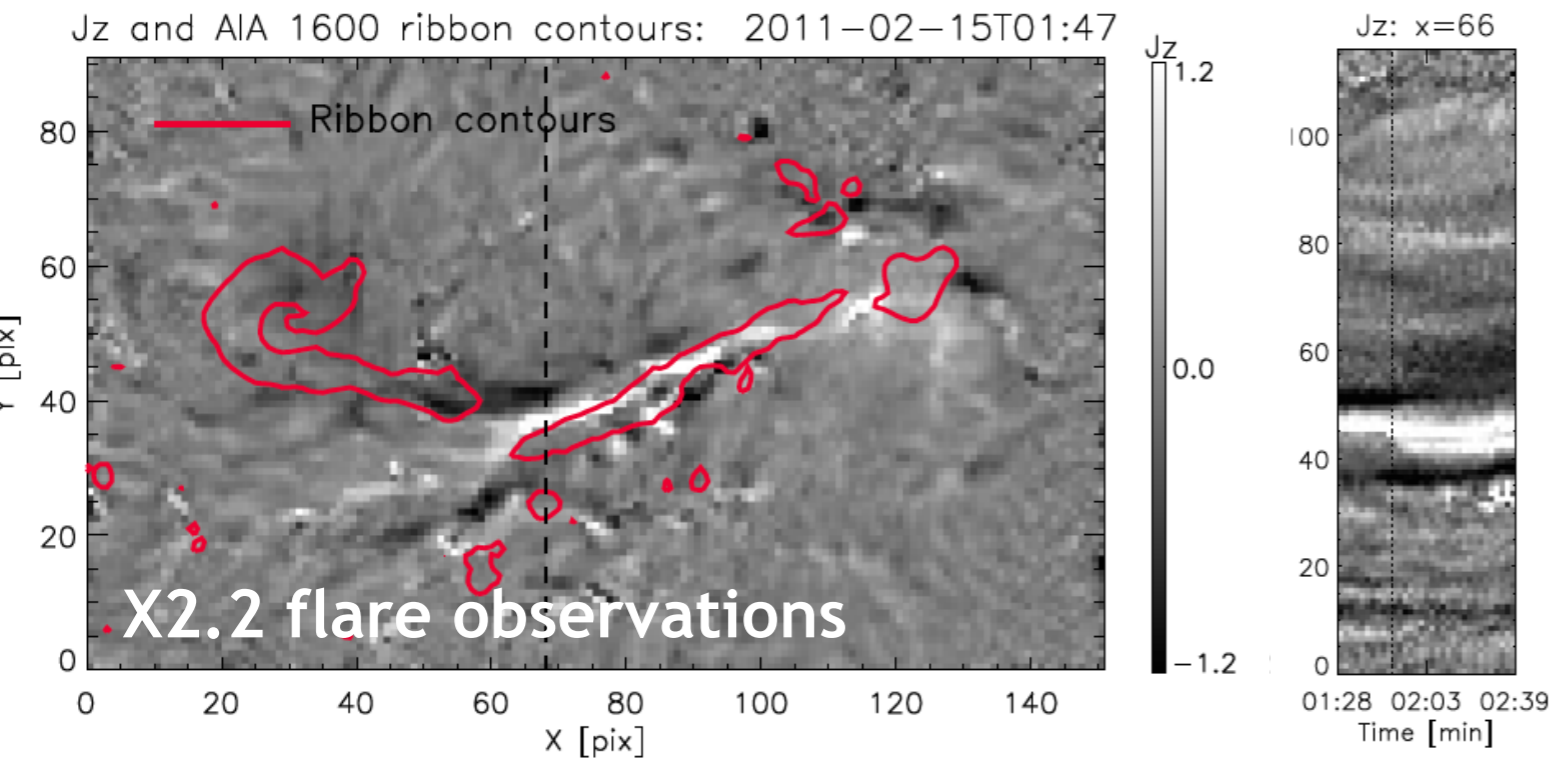 Jz and AIA 1600 ribbon contours: 2011-02-15T01:47
Ribbon contours
X2.2 flare observations
Y [pix]
80
60
40
20
0
0 20 40 60 80 100 120 140
X [pix]
Jz
1.2
0.0
-1.2
Jz: x=66
100
80
60
40
20
0
01:28 02:03 02:39
Time [min]